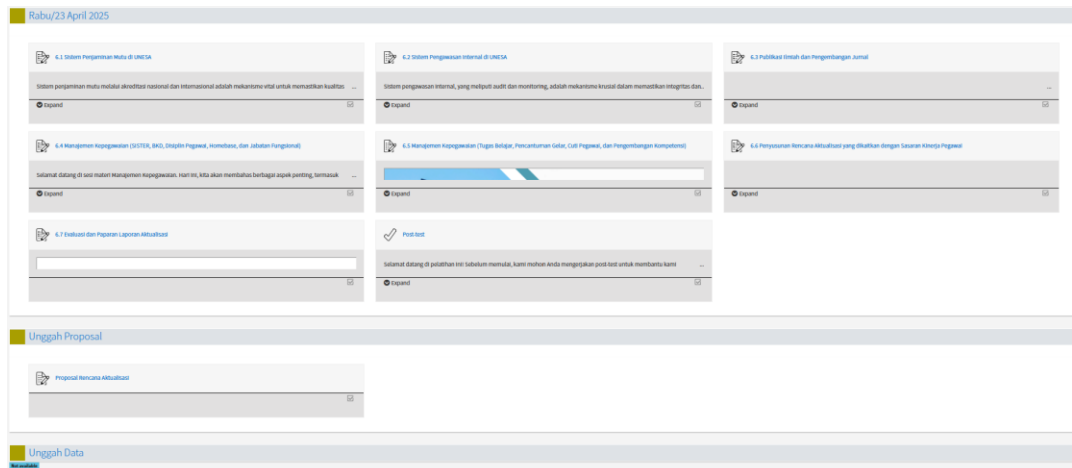 Rabu/23 April 2025
6.1 Sistem Penjaminan Mutu di UNESA
6.2 Sistem Pengawasan Internal di UNESA
6.3 Publikasi Ilmiah dan Pengembangan Jurnal
Sistem penjaminan mutu melalui akreditasi nasional dan internasional adalah mekanisme vital untuk memastikan kualitas ...
Sistem pengawasan internal, yang meliputi audit dan monitoring, adalah mekanisme krusial dalam memastikan integritas dan..
...
Expand
Expand
Expand
6.4 Manajemen Kepegawaian (SISTER, BKD, Disiplin Pegawai, Homebase, dan Jabatan Fungsional)
6.5 Manajemen Kepegawaian (Tugas Belajar, Pencantuman Gelar, Cuti Pegawai, dan Pengembangan Kompetensi)
6.6 Penyusunan Rencana Aktualisasi yang dikaitkan dengan Sasaran Kinerja Pegawai
Selamat datang di sesi materi Manajemen Kepegawaian. Hari ini, kita akan membahas berbagai aspek penting, termasuk ...
Expand
Expand
Expand
6.7 Evaluasi dan Paparan Laporan Aktualisasi
Post-test
Selamat datang di pelatihan ini! Sebelum memulai, kami mohon Anda mengerjakan post-test untuk membantu kami ...
Expand
Unggah Proposal
Proposal Rencana Aktualisasi
Unggah Data
Not available